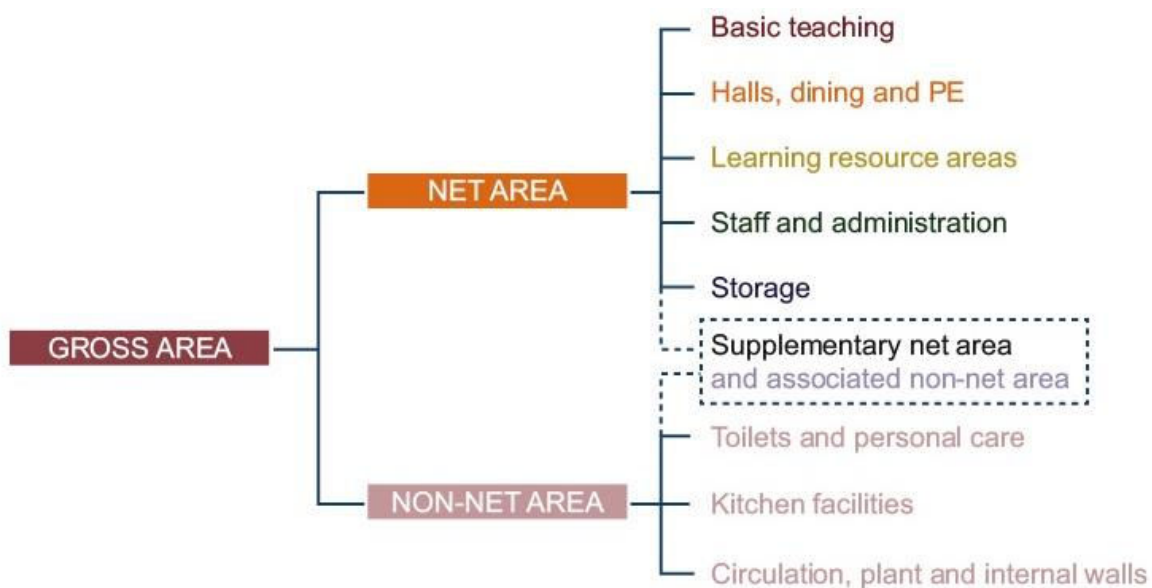 Basic teaching
Halls, dining and PE
Learning resource areas
NET AREA
Staff and administration
Storage
GROSS AREA
Supplementary net area
and associated non-net area
Toilets and personal care
NON-NET AREA
Kitchen facilities
Circulation, plant and internal walls